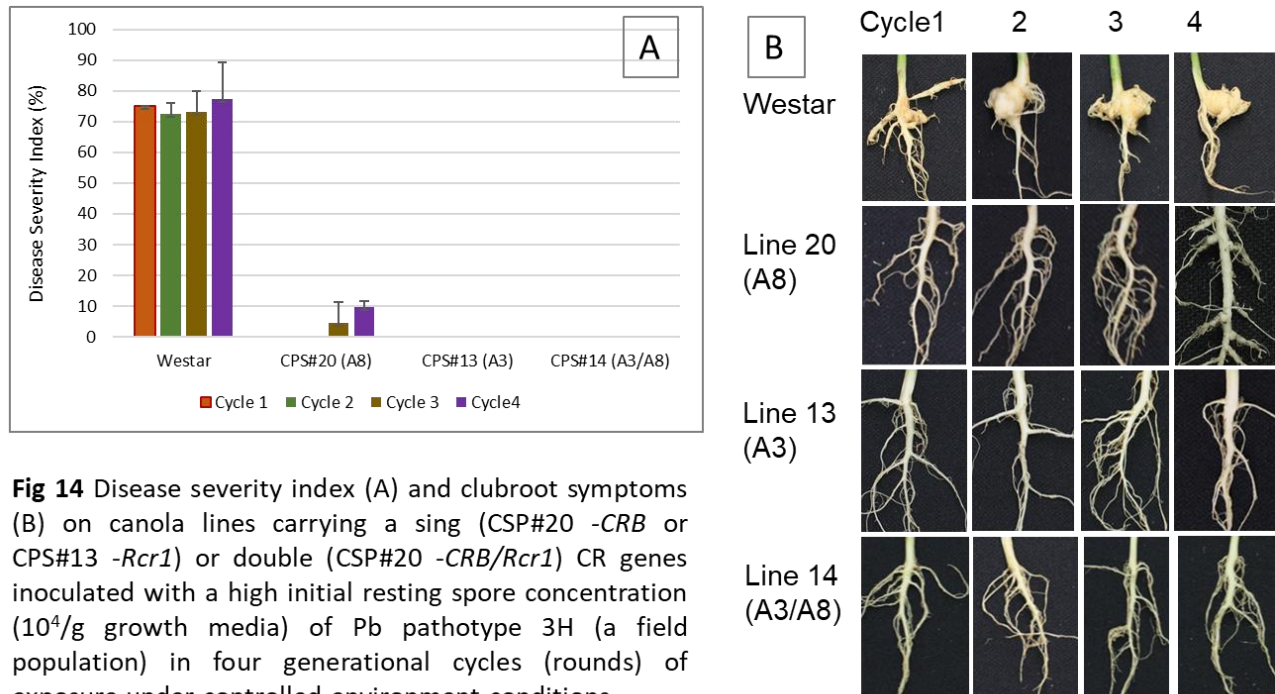 100
A
90
80
70
60
50
40
30
20
10
0
Disease Severity Index (%)
Westar
CPS#20 (A8)
CPS#13 (A3)
CPS#14 (A3/A8)
Cycle 1
Cycle 2
Cycle 3
Cycle4
Fig 14 Disease severity index (A) and clubroot symptoms
(B) on canola lines carrying a sing (CSP#20 -CRB or
CPS#13 -Rcr1) or double (CSP#20 -CRB/Rcr1) CR genes
inoculated with a high initial resting spore concentration
(10⁴/g growth media) of Pb pathotype 3H (a field
population) in four generational cycles (rounds) of
exposure under controlled environment conditions
B
Cycle1 2 3 4
Westar
Line 20
(A8)
Line 13
(A3)
Line 14
(A3/A8)